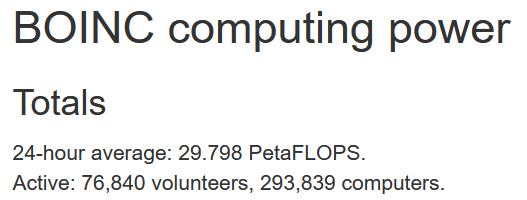 BOINC computing power
Totals
24-hour average: 29.798 PetaFLOPS.
Active: 76,840 volunteers, 293,839 computers.